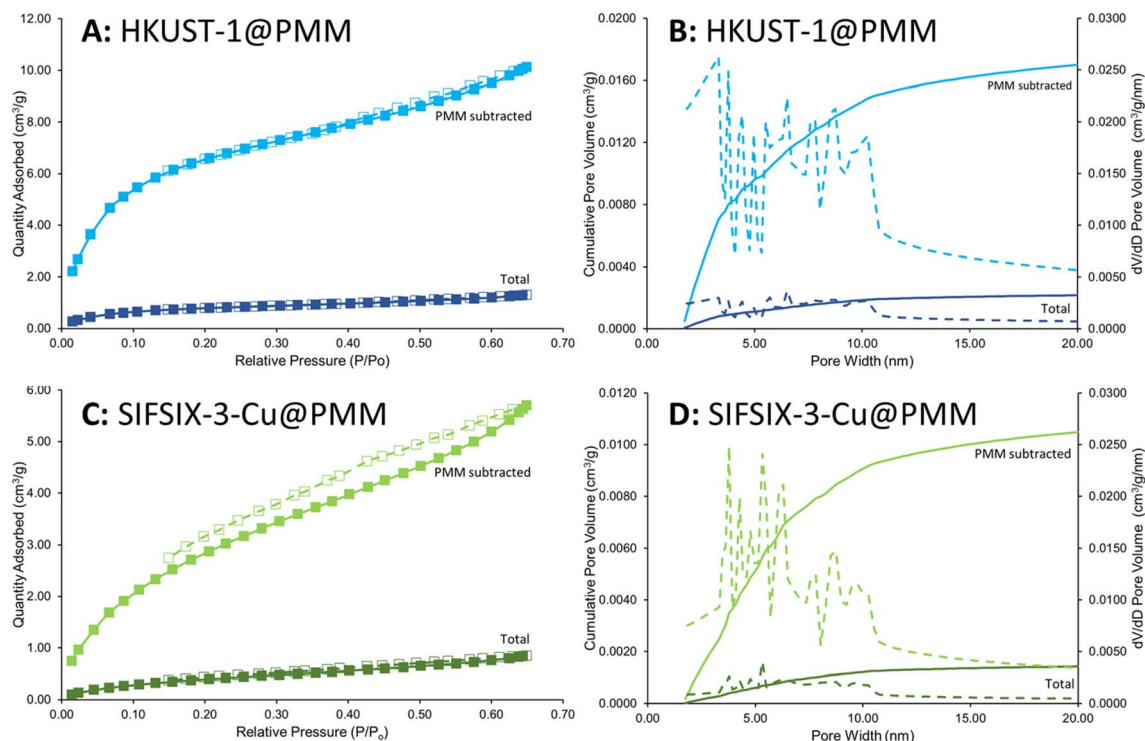 A: HKUST-1@PMM
Quantity Adsorbed (cm³/g)
12.00
10.00
8.00
6.00
4.00
2.00
0.00
PMM subtracted
Total
0.00 0.10 0.20 0.30 0.40 0.50 0.60 0.70
Relative Pressure (P/Po)
B: HKUST-1@PMM
Cumulative Pore Volume (cm³/g)
0.0200
0.0160
0.0120
0.0080
0.0040
0.0000
PMM subtracted
Total
0.0300
0.0250
0.0200
0.0150
0.0100
0.0050
0.0000
dV/dD Pore Volume (cm³/g/nm)
5.00 10.00 15.00 20.00
Pore Width (nm)
C: SIFSIX-3-Cu@PMM
Quantity Adsorbed (cm³/g)
6.00
5.00
4.00
3.00
2.00
1.00
0.00
PMM subtracted
Total
0.00 0.10 0.20 0.30 0.40 0.50 0.60 0.70
Relative Pressure (P/Pₒ)
D: SIFSIX-3-Cu@PMM
Cumulative Pore Volume (cm³/g)
0.0120
0.0100
0.0080
0.0060
0.0040
0.0020
0.0000
PMM subtracted
Total
0.0300
0.0250
0.0200
0.0150
0.0100
0.0050
0.0000
dV/dD Pore Volume (cm³/g/nm)
5.00 10.00 15.00 20.00
Pore Width (nm)